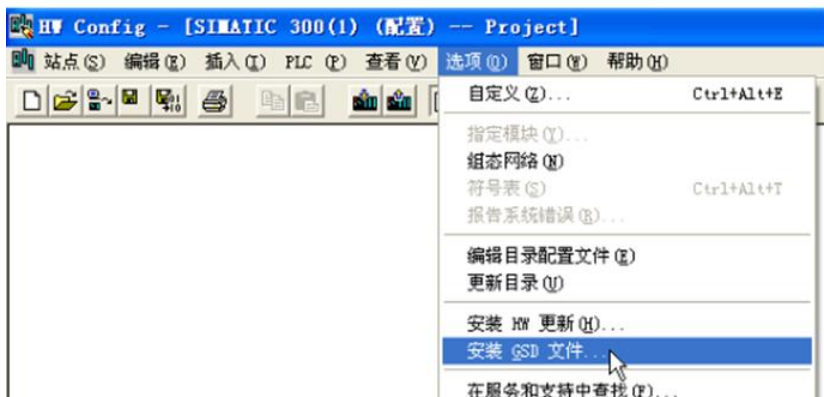 HW Config - [SIMATIC 300(1) (配置) -- Project]
站点(S) 编辑(E) 插入(I) PLC (P) 查看(V) 选项(O) 窗口(W) 帮助(H)
自定义(Z)... Ctrl+Alt+E
指定模块(Y)...
组态网络(N)
符号表(S) Ctrl+Alt+T
报告系统错误(R)...
编辑目录配置文件(E)
更新目录(U)
安装 HW 更新(H)...
安装 GSD 文件...
在服务和支持中查找(F)...